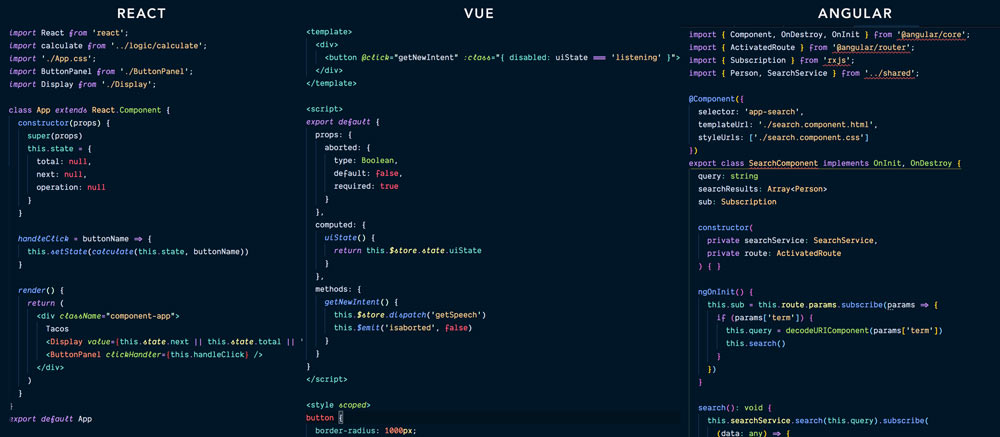 REACT
import React from 'react';
import calculate from '../logic/calculate';
import './App.css';
import ButtonPanel from './ButtonPanel';
import Display from './Display';
class App extends React.Component {
constructor(props) {
super(props)
this.state = {
total: null,
next: null,
operation: null
}
}
handleClick = buttonName => {
this.setState(calculate(this.state, buttonName))
}
render() {
return (
<div className="component-app">
Tacos
<Display value={this.state.next || this.state.total || '
<ButtonPanel clickHandler={this.handleClick} />
</div>
)
}
}
export default App
VUE
<template>
<div>
<button @click="getNewIntent" :class="{ disabled: uiState === 'listening' }">
</div>
</template>
<script>
export default {
props: {
aborted: {
type: Boolean,
default: false,
required: true
}
},
computed: {
uiState() {
return this.$store.state.uiState
}
},
methods: {
getNewIntent() {
this.$store.dispatch('getSpeech')
this.$emit('isaborted', false)
}
}
}
</script>
<style scoped>
button {
border-radius: 1000px;
ANGULAR
import { Component, OnDestroy, OnInit } from '@angular/core';
import { ActivatedRoute } from '@angular/router';
import { Subscription } from 'rxjs';
import { Person, SearchService } from '../shared';
@Component({
selector: 'app-search',
templateUrl: './search.component.html',
styleUrls: ['./search.component.css']
})
export class SearchComponent implements OnInit, OnDestroy {
query: string
searchResults: Array<Person>
sub: Subscription
constructor(
private searchService: SearchService,
private route: ActivatedRoute
) { }
ngOnInit() {
this.sub = this.route.params.subscribe(params => {
if (params['term']) {
this.query = decodeURIComponent(params['term'])
this.search()
}
})
}
search(): void {
this.searchService.search(this.query).subscribe(
(data: any) => {